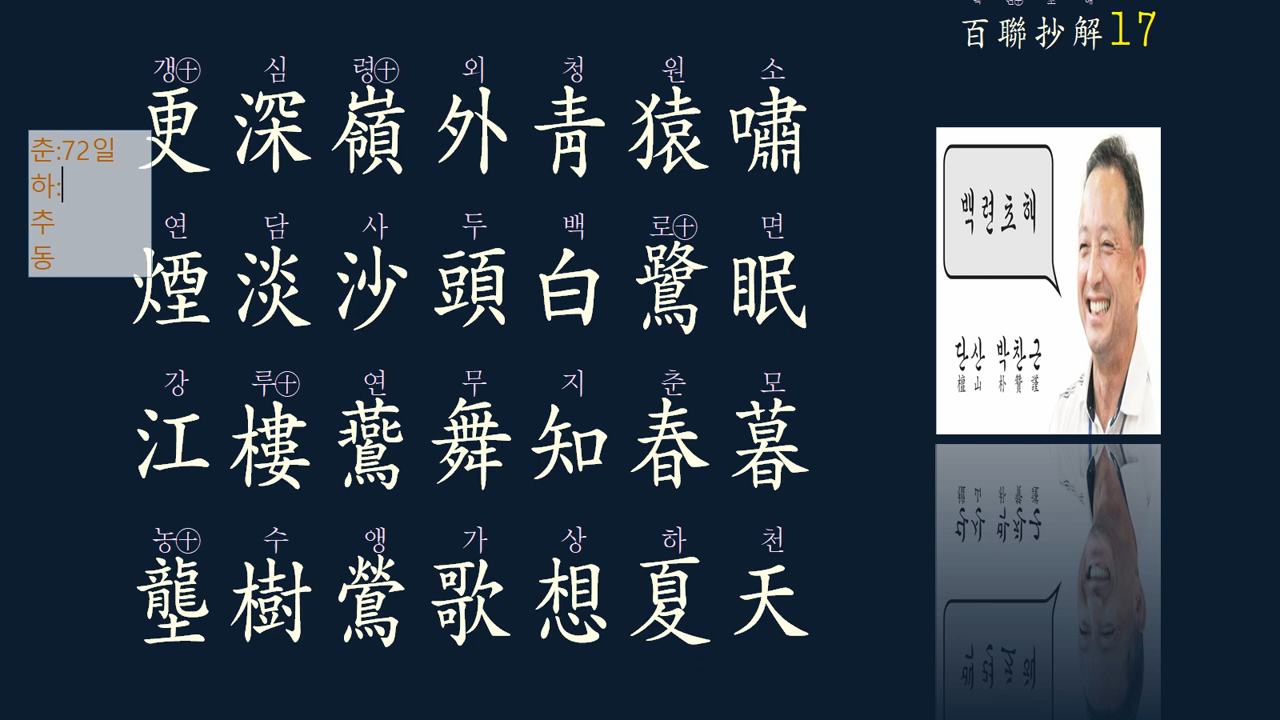 百聯抄解17
갱㊉ 심 령㊉ 외 청 원 소
更深嶺外青猿嘯
춘:72일
하:
추
동
연 담 사 두 백 로㊉ 면
煙淡沙頭白鷺眠
강 루㊉ 연 무 지 춘 모
江樓鷰舞知春暮
농㊉ 수 앵 가 상 하 천
壟樹鶯歌想夏天
백련초해
단산 박찬근
檀山 朴贊謹